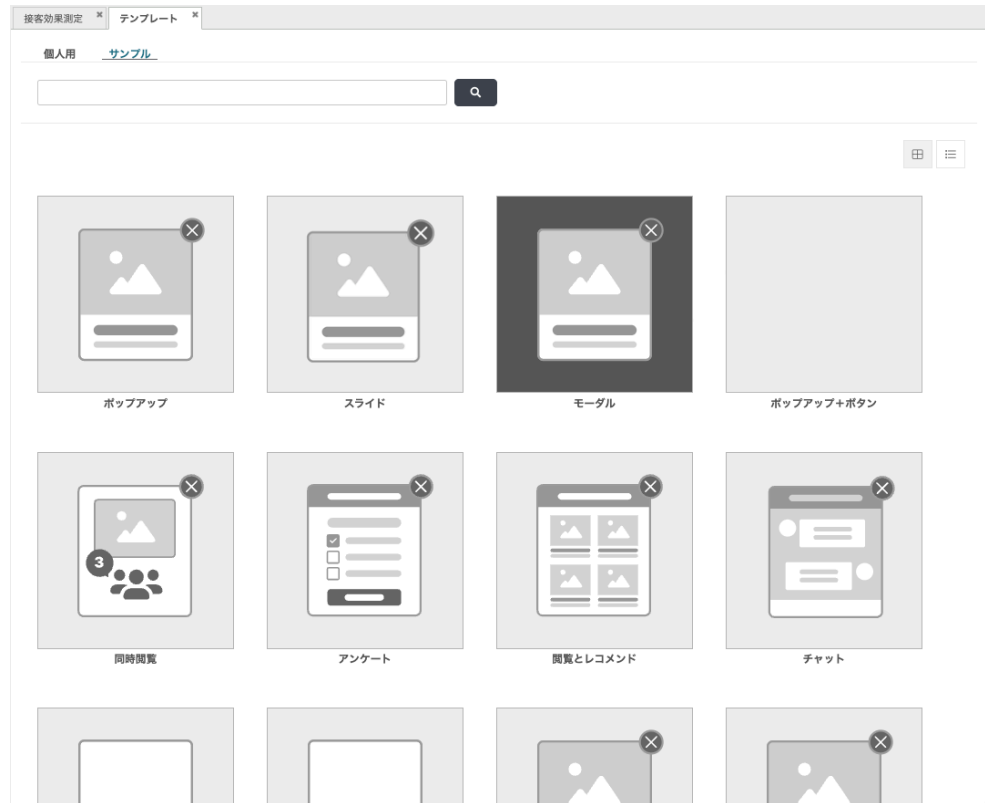 接客効果測定
テンプレート
個人用 サンプル
ポップアップ スライド モーダル ポップアップ+ボタン
3
同時閲覧 アンケート 閲覧とレコメンド チャット